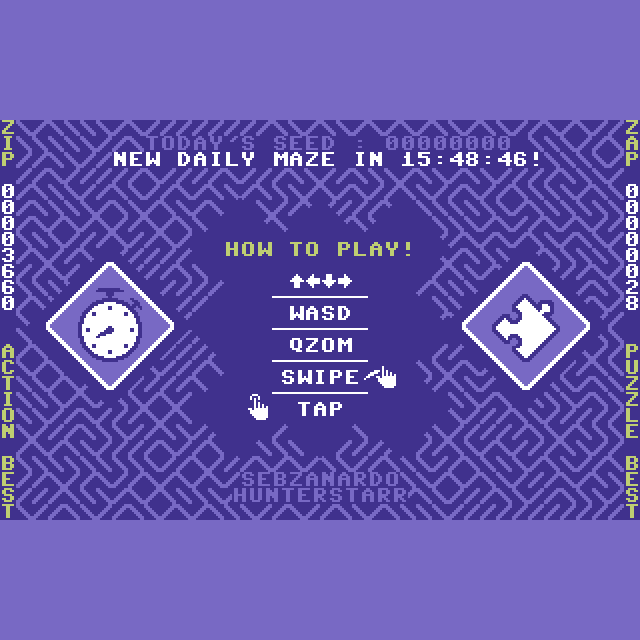 TODAY'S SEED : 00000000
NEW DAILY MAZE IN 15:48:46!
ZIP 00003660 ACTION BEST
HOW TO PLAY!
↑←↓→
WASD
QZOM
SWIPE
TAP
ZAP 00000028 PUZZLE BEST
SEBZANARDO
HUNTERSTARR